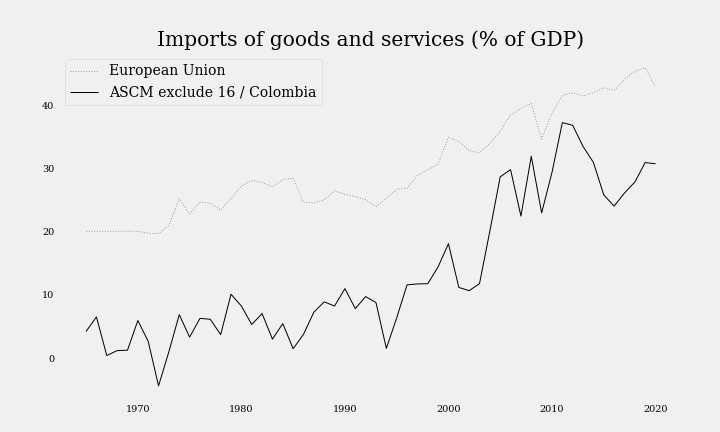 Imports of goods and services (% of GDP)
European Union
ASCM exclude 16 / Colombia
40
30
20
10
0
1970 1980 1990 2000 2010 2020